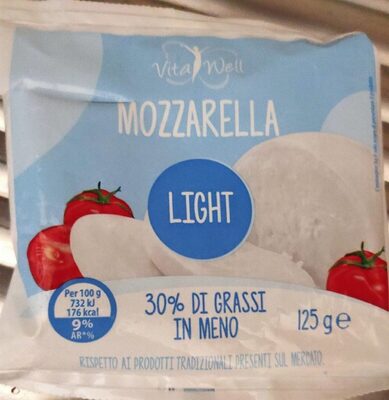 Vita Well
MOZZARELLA
LIGHT
Per 100 g
732 kJ
176 kcal
9%
AR*%
30% DI GRASSI
IN MENO
125 g e
RISPETTO AI PRODOTTI TRADIZIONALI PRESENTI SUL MERCATO.